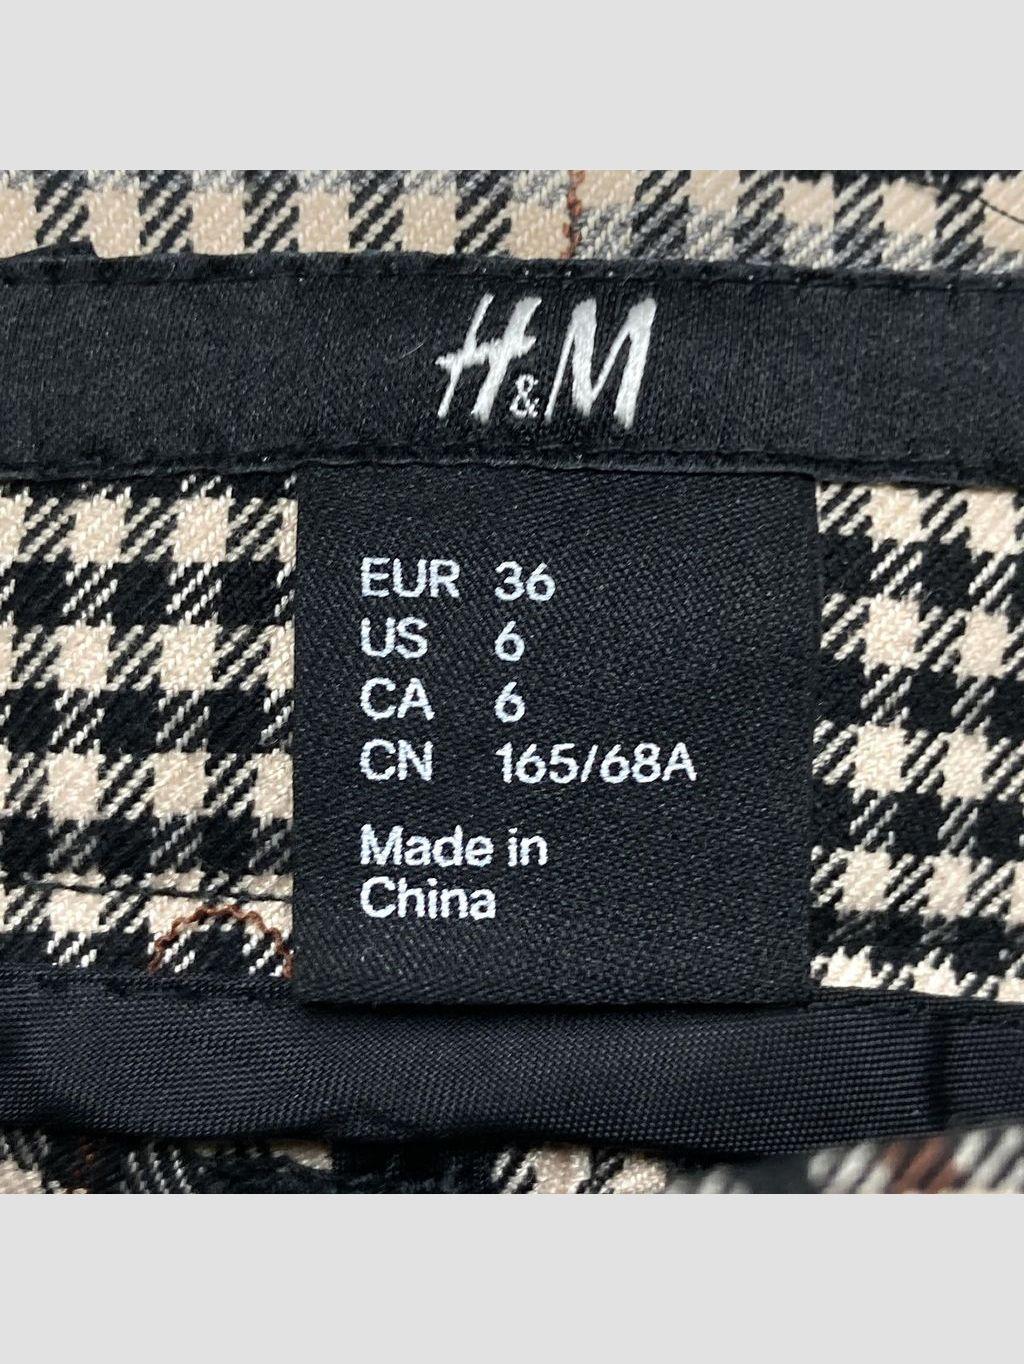 H&M
EUR 36
US 6
CA 6
CN 165/68A
Made in
China